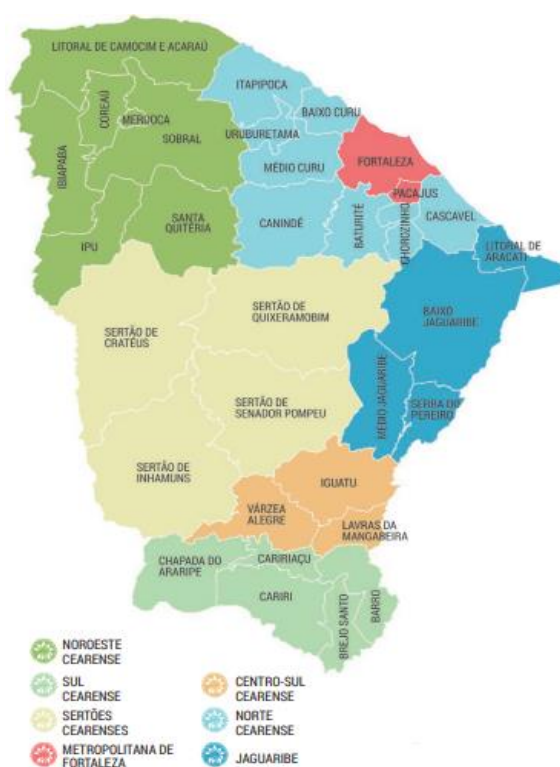 LITORAL DE CAMOCIM E ACARAÚ
ITAPIPOCA
COREAÚ
BAIXO CURU
MERUOCA
SOBRAL
URUBURETAMA
IBIAPABA
MÉDIO CURU
FORTALEZA
PACAJUS
SANTA
QUITÉRIA
CANINDÉ
BATURITÉ
CHOROZINHO
CASCAVEL
IPU
LITORAL DE
ARACATI
SERTÃO DE
CRATÉUS
SERTÃO DE
QUIXERAMOBIM
BAIXO
JAGUARIBE
SERTÃO DE
SENADOR POMPEU
MÉDIO JAGUARIBE
SERRA DO
PEREIRO
SERTÃO DE
INHAMUNS
IGUATU
VÁRZEA
ALEGRE
LAVRAS DA
MANGABEIRA
CHAPADA DO
ARARIPE
CARIRIAÇU
CARIRI
BREJO SANTO
BARRO
NOROESTE
CEARENSE
SUL
CEARENSE
CENTRO-SUL
CEARENSE
SERTÕES
CEARENSES
NORTE
CEARENSE
METROPOLITANA DE
FORTALEZA
JAGUARIBE